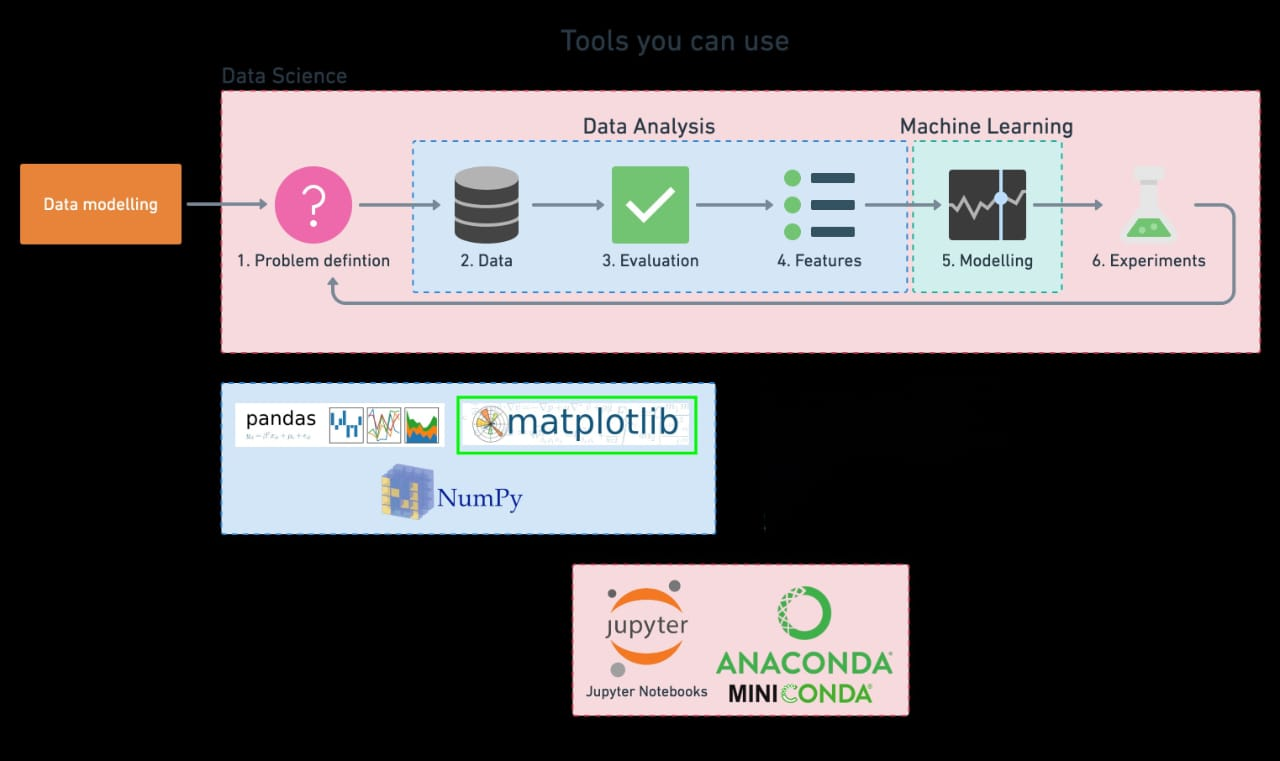 Tools you can use
Data Science
Data Analysis
Machine Learning
Data modelling
?
1. Problem defintion
2. Data
3. Evaluation
4. Features
5. Modelling
6. Experiments
pandas
matplotlib
NumPy
jupyter
Jupyter Notebooks
ANACONDA®
MINICONDA®